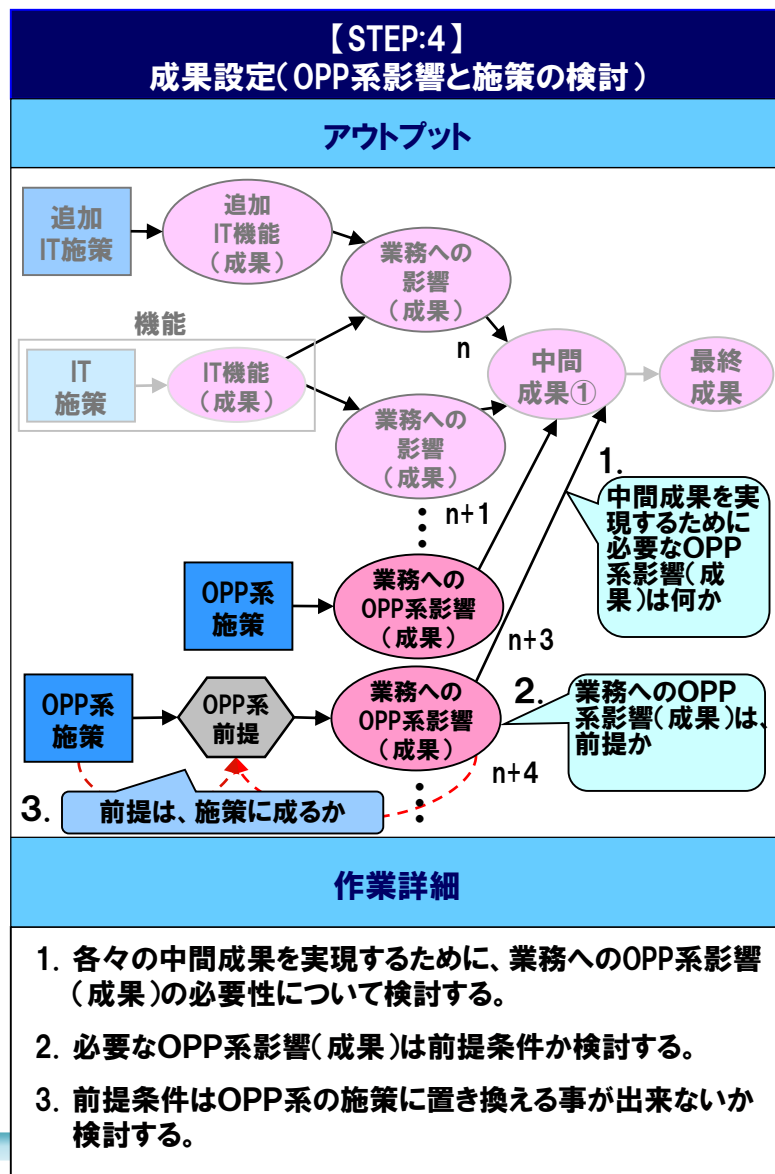 【STEP:4】
成果設定(OPP系影響と施策の検討)
アウトプット
追加
IT施策
追加
IT機能
(成果)
業務への
影響
(成果)
機能
IT
施策
IT機能
(成果)
n
中間
成果①
最終
成果
業務への
影響
(成果)
n+1
1.
中間成果を実
現するために
必要なOPP
系影響(成
果)は何か
OPP系
施策
業務への
OPP系影響
(成果)
n+3
OPP系
施策
OPP系
前提
業務への
OPP系影響
(成果)
2.
業務へのOPP
系影響(成果)は、
前提か
n+4
3.
前提は、施策に成るか
作業詳細
1. 各々の中間成果を実現するために、業務へのOPP系影響
(成果)の必要性について検討する。
2. 必要なOPP系影響(成果)は前提条件か検討する。
3. 前提条件はOPP系の施策に置き換える事が出来ないか
検討する。